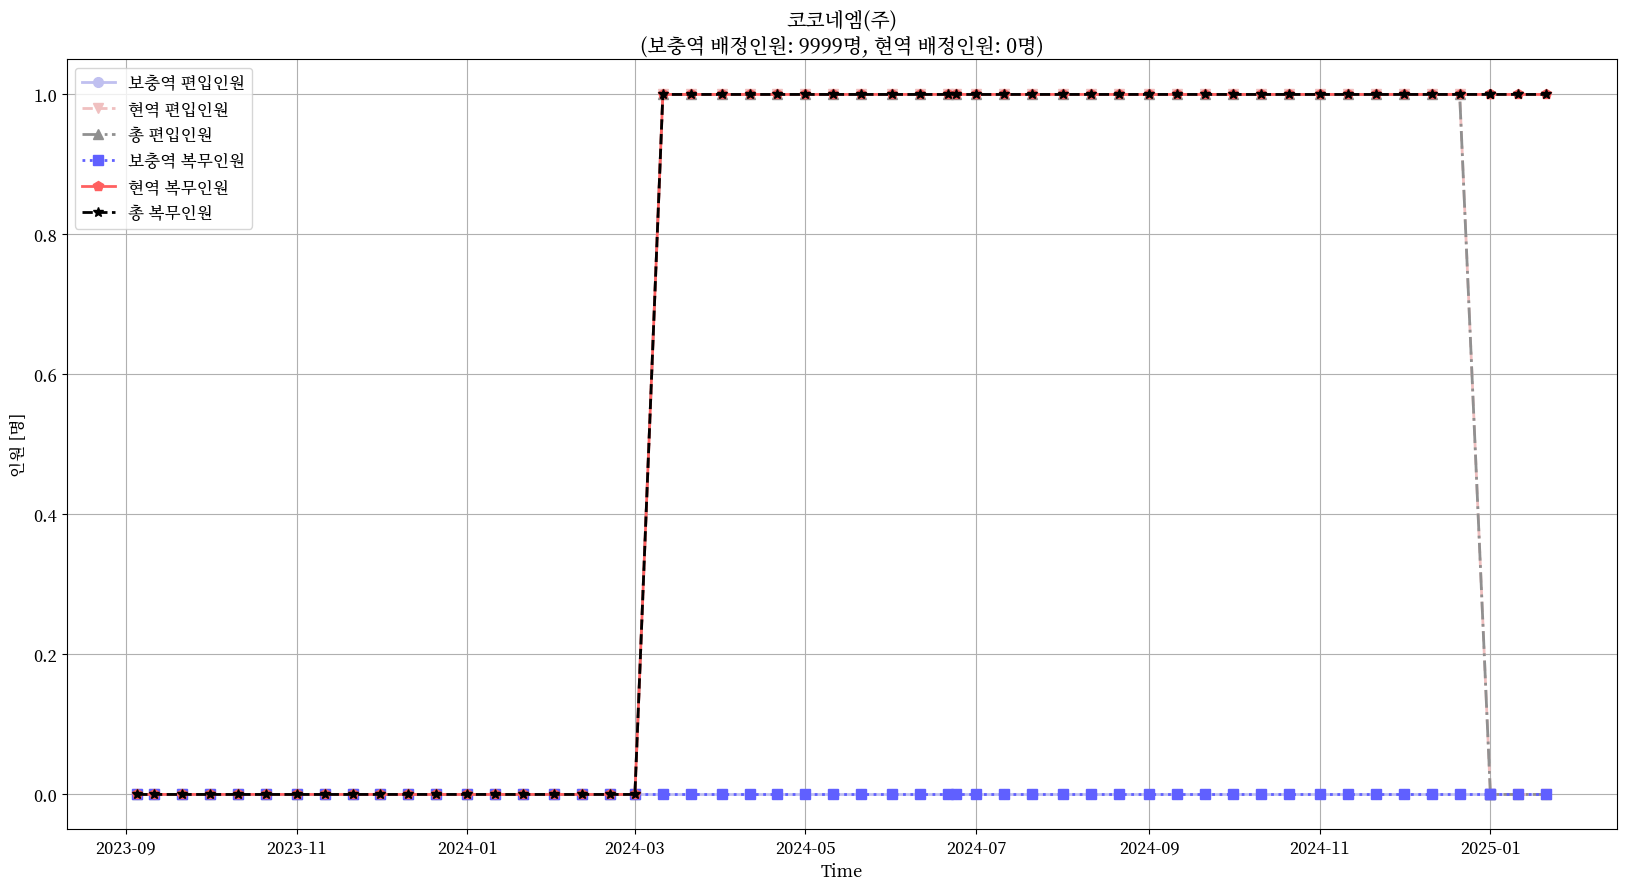 코코네엠(주)
(보충역 배정인원: 9999명, 현역 배정인원: 0명)
보충역 편입인원
현역 편입인원
총 편입인원
보충역 복무인원
현역 복무인원
총 복무인원
1.0
0.8
0.6
0.4
0.2
0.0
인원 [명]
2023-09
2023-11
2024-01
2024-03
2024-05
2024-07
2024-09
2024-11
2025-01
Time